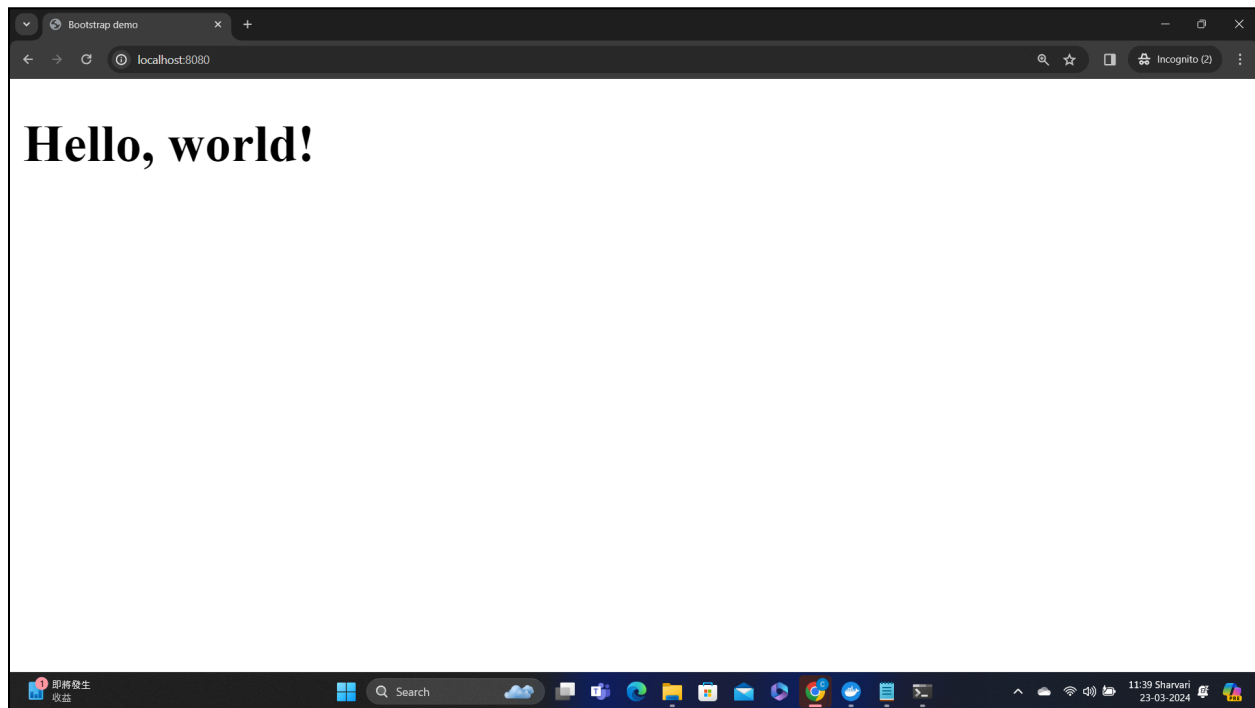 Bootstrap demo
localhost:8080
Incognito (2)
Hello, world!
1
即將發生
收益
Search
11:39 Sharvari
23-03-2024